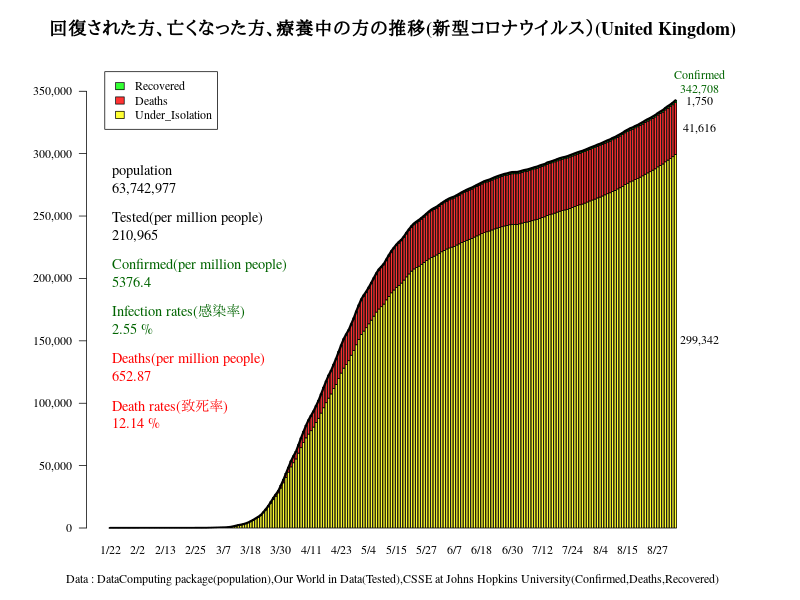 回復された方、亡くなった方、療養中の方の推移(新型コロナウイルス)(United Kingdom)
Confirmed
342,708
1,750
41,616
299,342
Recovered
Deaths
Under_Isolation
350,000
300,000
250,000
200,000
150,000
100,000
50,000
0
population
63,742,977
Tested(per million people)
210,965
Confirmed(per million people)
5376.4
Infection rates(感染率)
2.55 %
Deaths(per million people)
652.87
Death rates(致死率)
12.14 %
1/22 2/2 2/13 2/25 3/7 3/18 3/30 4/11 4/23 5/4 5/15 5/27 6/7 6/18 6/30 7/12 7/24 8/4 8/15 8/27
Data : DataComputing package(population),Our World in Data(Tested),CSSE at Johns Hopkins University(Confirmed,Deaths,Recovered)